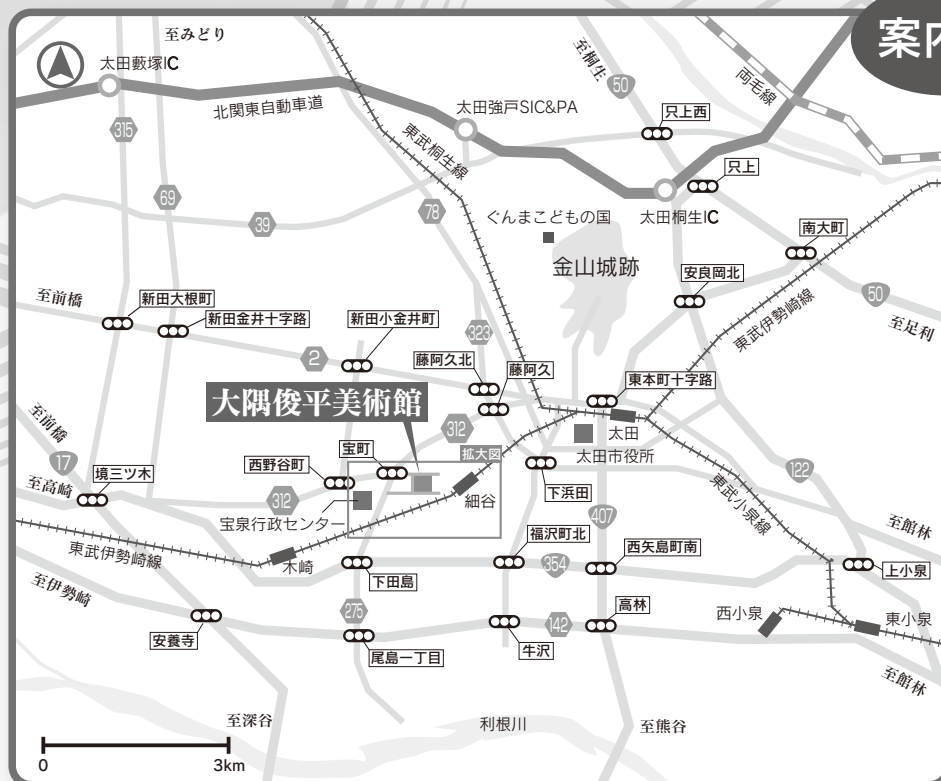 案内
至みどり
太田藪塚IC
北関東自動車道
315
69
39
東武桐生線
78
太田強戸SIC&PA
至桐生
50
只上西
両毛線
只上
太田桐生IC
ぐんまこどもの国
金山城跡
南大町
安良岡北
50
至足利
東武伊勢崎線
至前橋
新田大根町
新田金井十字路
新田小金井町
2
323
藤阿久北
藤阿久
東本町十字路
太田
太田市役所
大隅俊平美術館
312
拡大図
至前橋
17
至高崎
境三ツ木
西野谷町
宝町
312
宝泉行政センター
細谷
下浜田
407
122
東武小泉線
至館林
東武伊勢崎線
木崎
下田島
福沢町北
354
西矢島町南
上小泉
至伊勢崎
安養寺
275
尾島一丁目
牛沢
142
高林
西小泉
東小泉
至館林
至深谷
利根川
至熊谷
0
3km